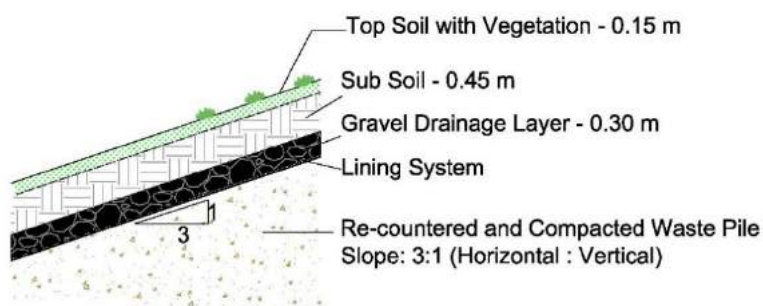 Top Soil with Vegetation - 0.15 m
Sub Soil - 0.45 m
Gravel Drainage Layer - 0.30 m
Lining System
1
3
Re-countered and Compacted Waste Pile
Slope: 3:1 (Horizontal : Vertical)